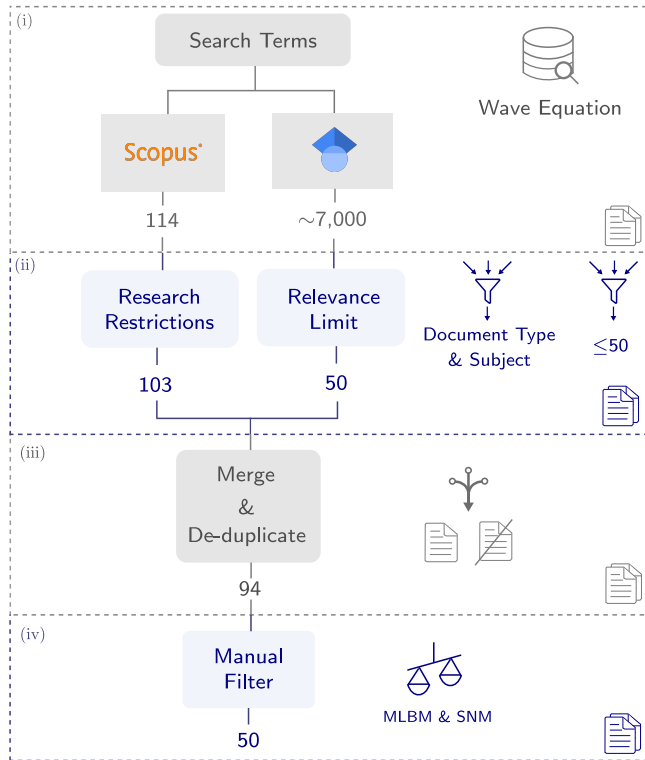 (i)
Search Terms
Wave Equation
Scopus®
114
~7,000
(ii)
Research
Restrictions
Relevance
Limit
Document Type
& Subject
≤50
103
50
(iii)
Merge
&
De-duplicate
94
(iv)
Manual
Filter
MLBM & SNM
50